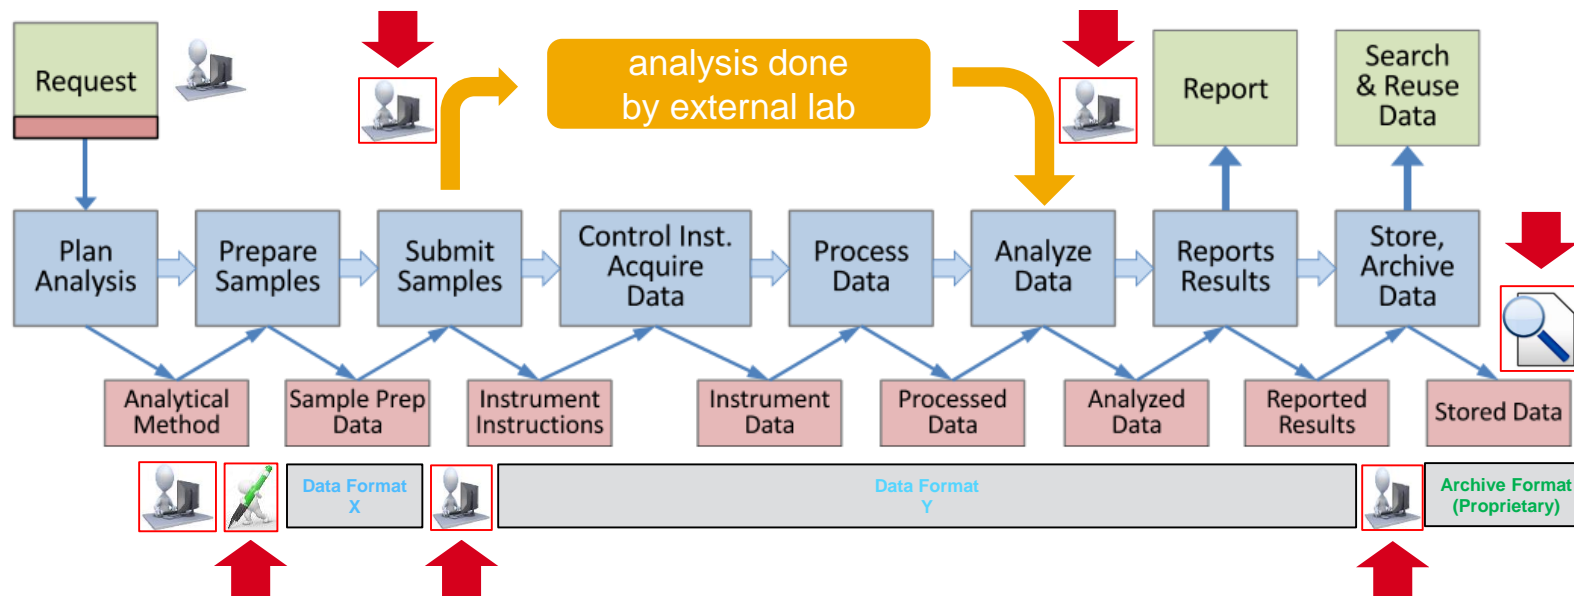 Request
analysis done
by external lab
Report
Search
& Reuse
Data
Plan
Analysis
Prepare
Samples
Submit
Samples
Control Inst.
Acquire
Data
Process
Data
Analyze
Data
Reports
Results
Store,
Archive
Data
Analytical
Method
Sample Prep
Data
Instrument
Instructions
Instrument
Data
Processed
Data
Analyzed
Data
Reported
Results
Stored Data
Data Format
X
Data Format
Y
Archive Format
(Proprietary)